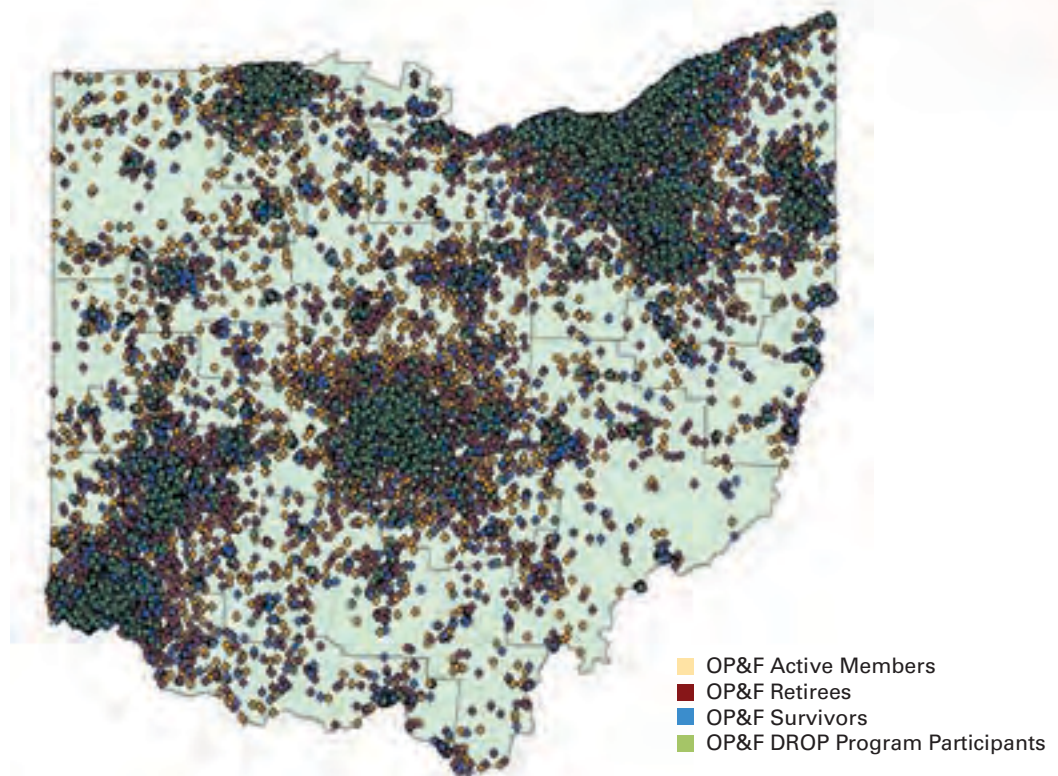 OP&F Active Members
OP&F Retirees
OP&F Survivors
OP&F DROP Program Participants